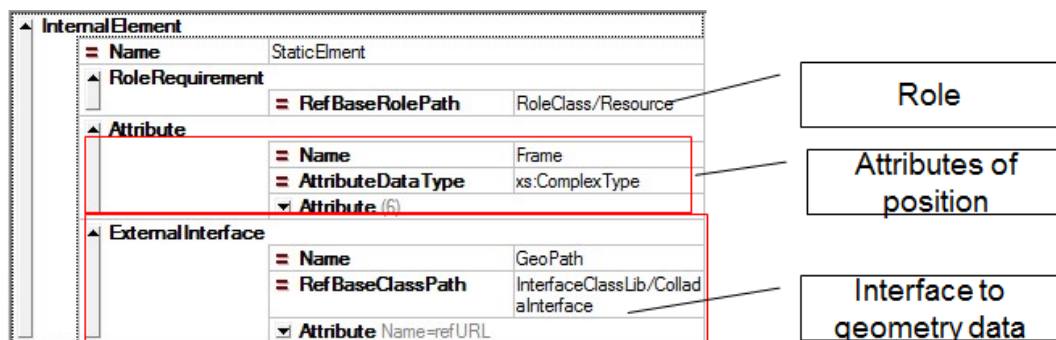 InternalElement
= Name StaticElment
RoleRequirement
= RefBaseRolePath RoleClass/Resource
Role
Attribute
= Name Frame
= AttributeDataType xs:ComplexType
Attribute (6)
Attributes of
position
ExternalInterface
= Name GeoPath
= RefBaseClassPath InterfaceClassLib/Collad
aInterface
Attribute Name=refURL
Interface to
geometry data